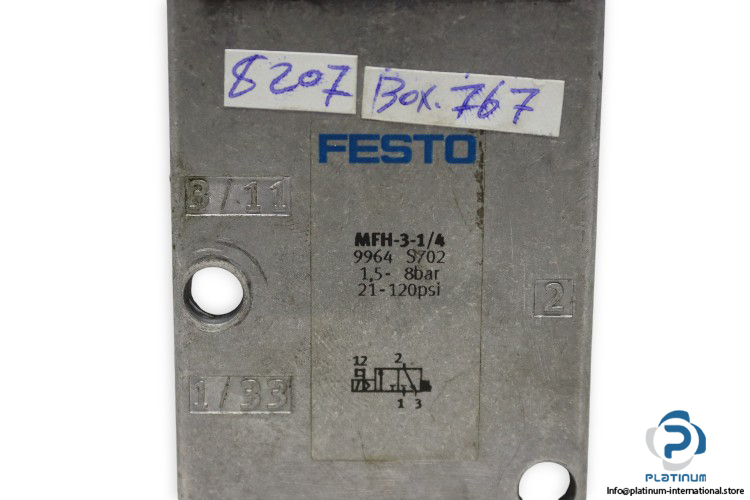 8207
Box. 767
FESTO
3/11
MFH-3-1/4
9964 S702
1,5- 8bar
21-120psi
2
12 2
1/33
1 3
PLATINUM
Info@platinum-international.store